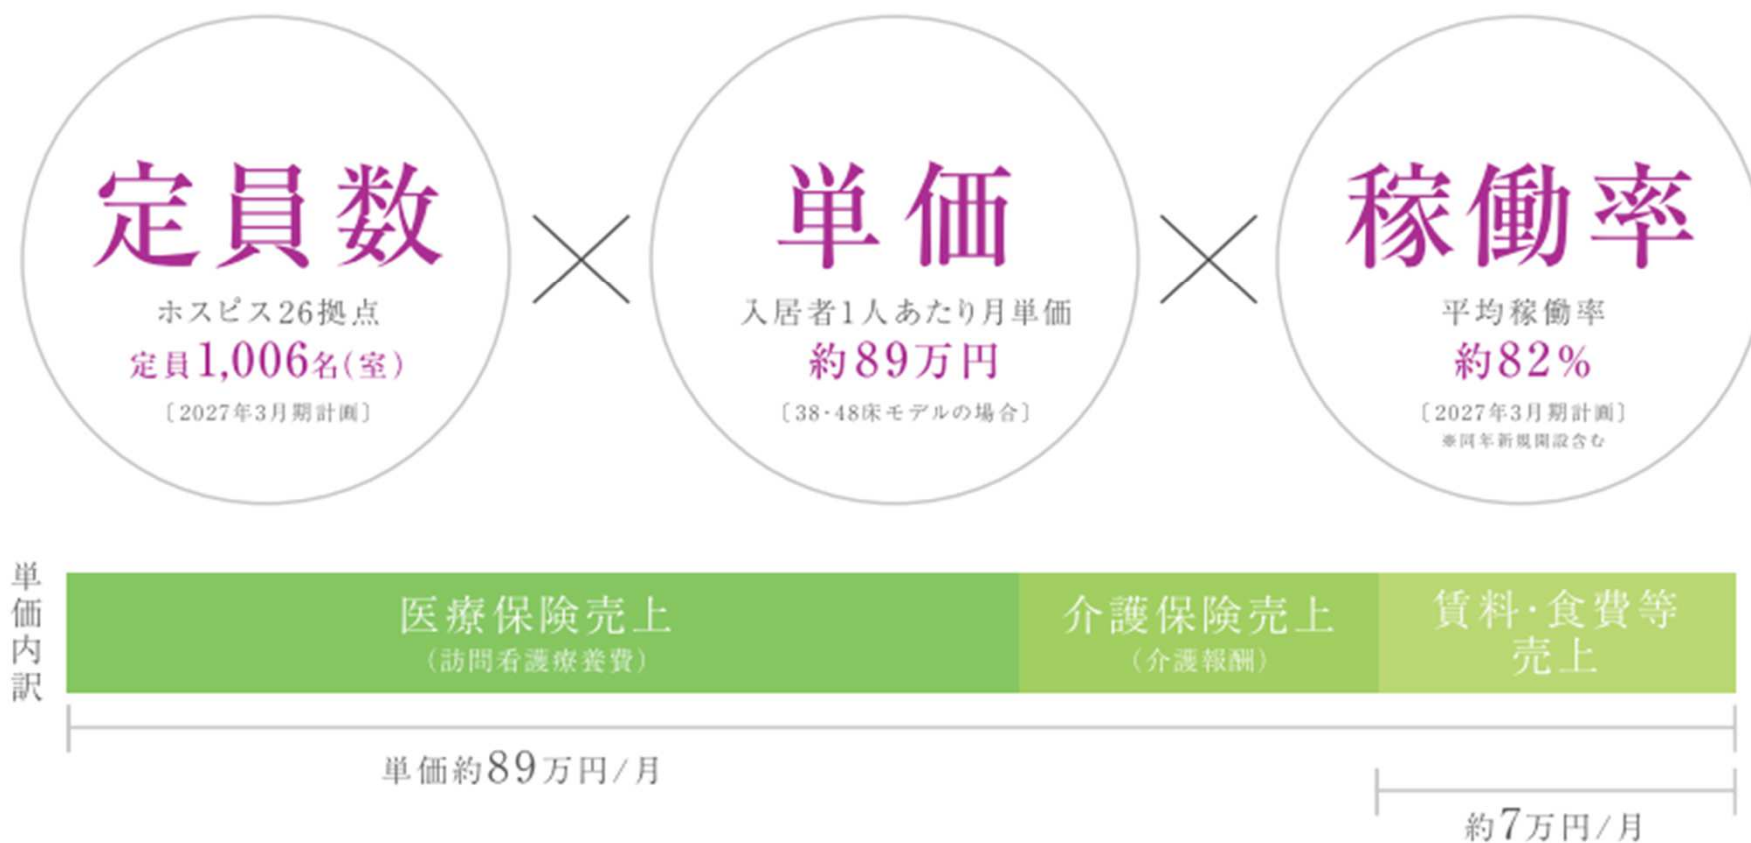 定員数
ホスピス26拠点
定員1,006名(室)
〔2027年3月期計画〕
×
単価
入居者1人あたり月単価
約89万円
〔38・48床モデルの場合〕
×
稼働率
平均稼働率
約82%
〔2027年3月期計画〕
※同年新規開設含む
単価内訳
医療保険売上
(訪問看護療養費)
介護保険売上
(介護報酬)
賃料・食費等
売上
単価約89万円/月
約7万円/月